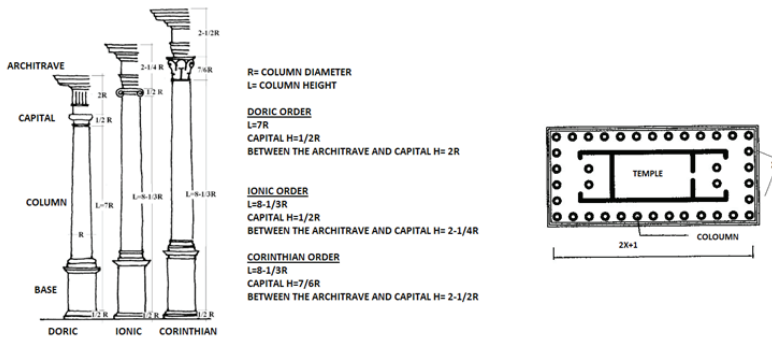 2-1/2R
ARCHITRAVE
2-1/4 R
7/6R
2R
1/2 R
CAPITAL
1/2 R
COLUMN
L=7R
L=8-1/3R
L=8-1/3R
R
BASE
1/2 R
1/2 R
1/2 R
DORIC
IONIC
CORINTHIAN
R= COLUMN DIAMETER
L= COLUMN HEIGHT
DORIC ORDER
L=7R
CAPITAL H=1/2R
BETWEEN THE ARCHITRAVE AND CAPITAL H= 2R
IONIC ORDER
L=8-1/3R
CAPITAL H=1/2R
BETWEEN THE ARCHITRAVE AND CAPITAL H= 2-1/4R
CORINTHIAN ORDER
L=8-1/3R
CAPITAL H=7/6R
BETWEEN THE ARCHITRAVE AND CAPITAL H= 2-1/2R
TEMPLE
COLOUMN
2X+1